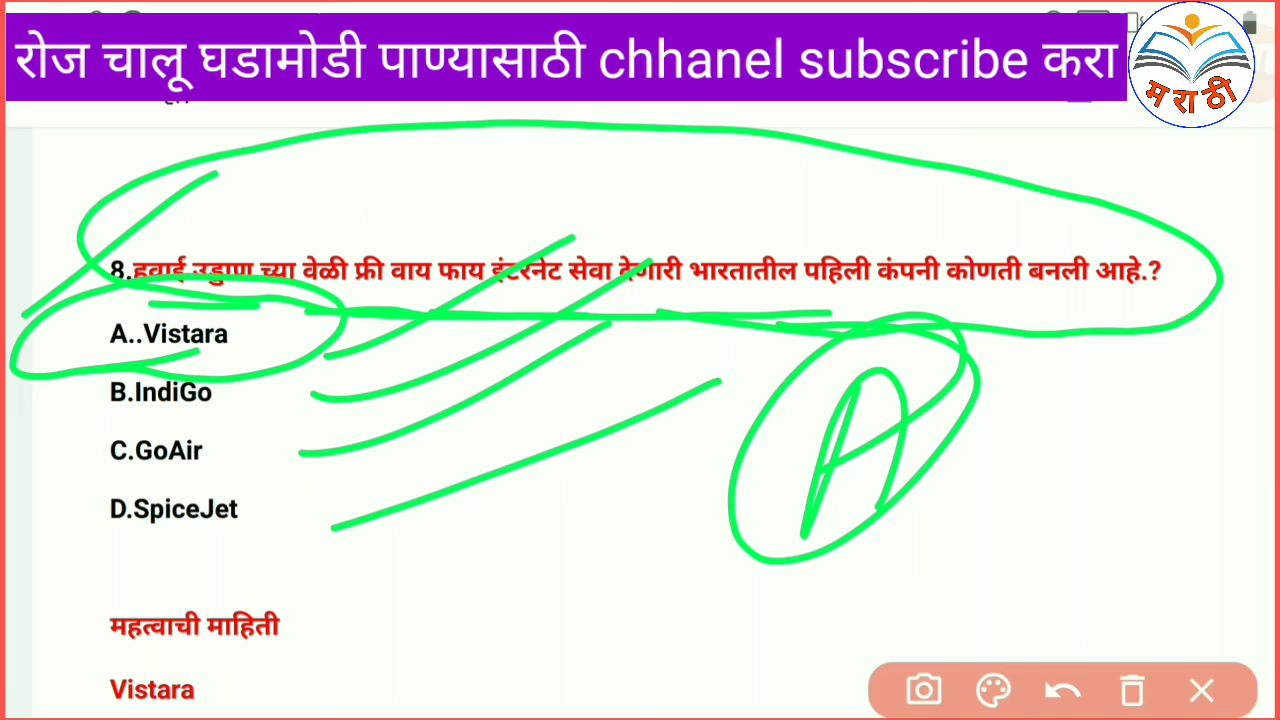 रोज चालू घडामोडी पाण्यासाठी chhanel subscribe करा
मराठी
8.हवाई उड्डाण च्या वेळी फ्री वाय फाय इंटरनेट सेवा देणारी भारतातील पहिली कंपनी कोणती बनली आहे.?
A..Vistara
B.IndiGo
C.GoAir
A
D.SpiceJet
महत्वाची माहिती
Vistara